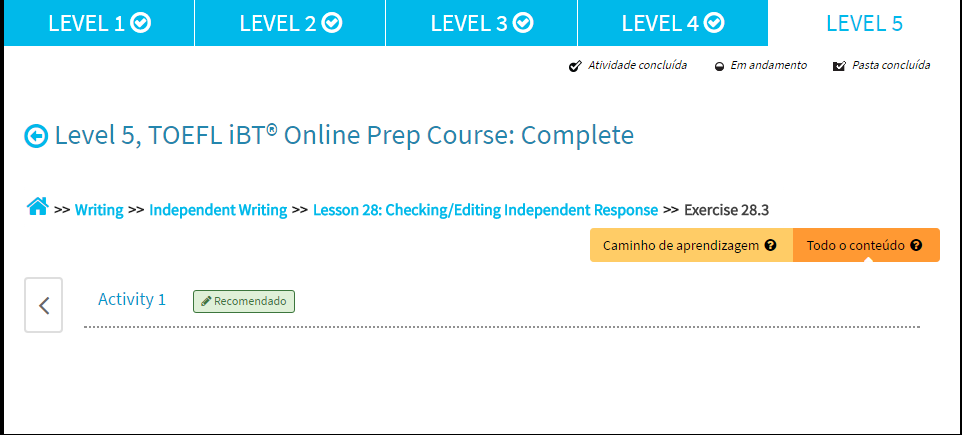 LEVEL 1 LEVEL 2 LEVEL 3 LEVEL 4 LEVEL 5
Atividade concluída Em andamento Pasta concluída
Level 5, TOEFL iBT® Online Prep Course: Complete
>> Writing >> Independent Writing >> Lesson 28: Checking/Editing Independent Response >> Exercise 28.3
Caminho de aprendizagem ? Todo o conteúdo ?
Activity 1 Recomendado